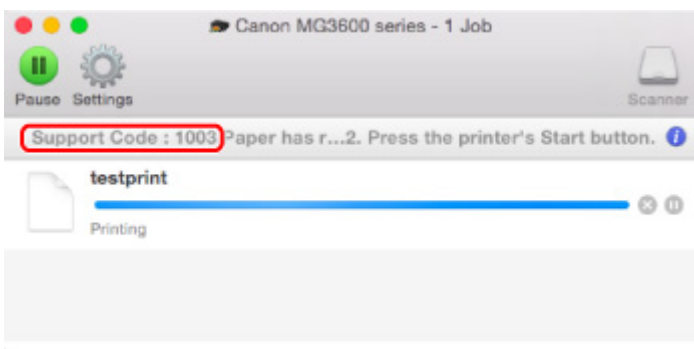 Canon MG3600 series - 1 Job
Pause Settings Scanner
Support Code : 1003 Paper has r...2. Press the printer's Start button.
testprint
Printing